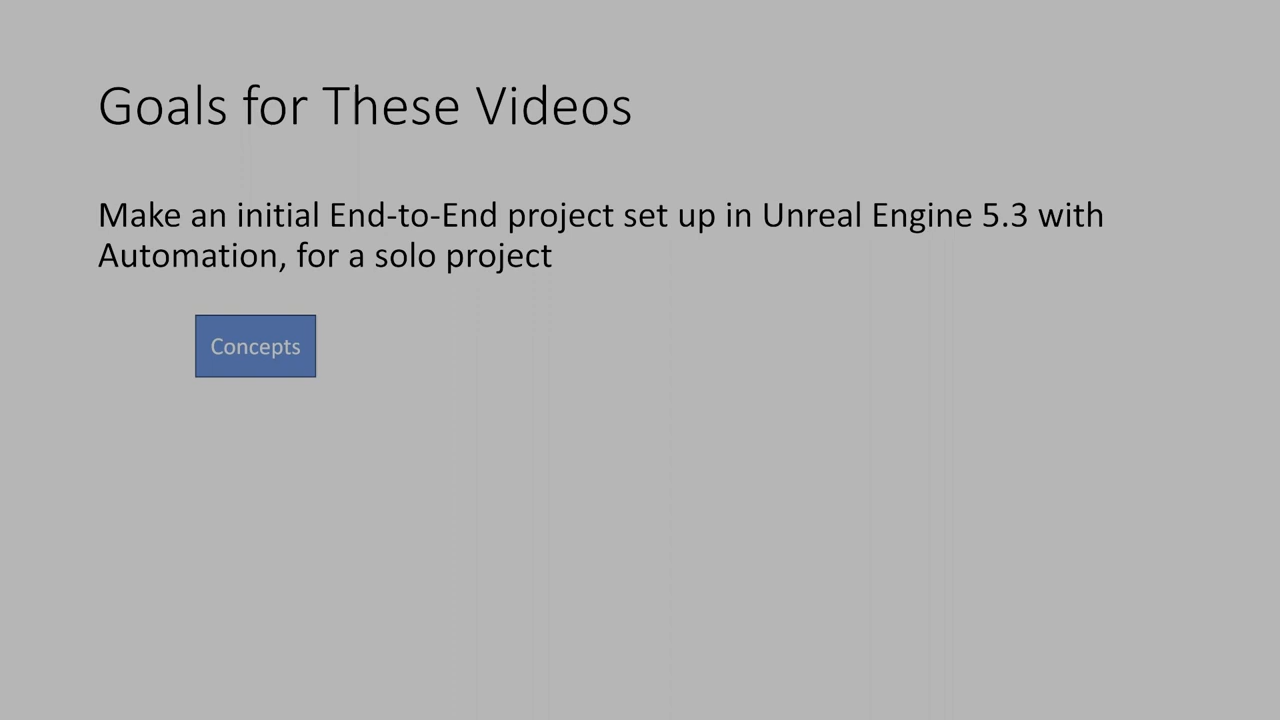 Goals for These Videos
Make an initial End-to-End project set up in Unreal Engine 5.3 with
Automation, for a solo project
Concepts